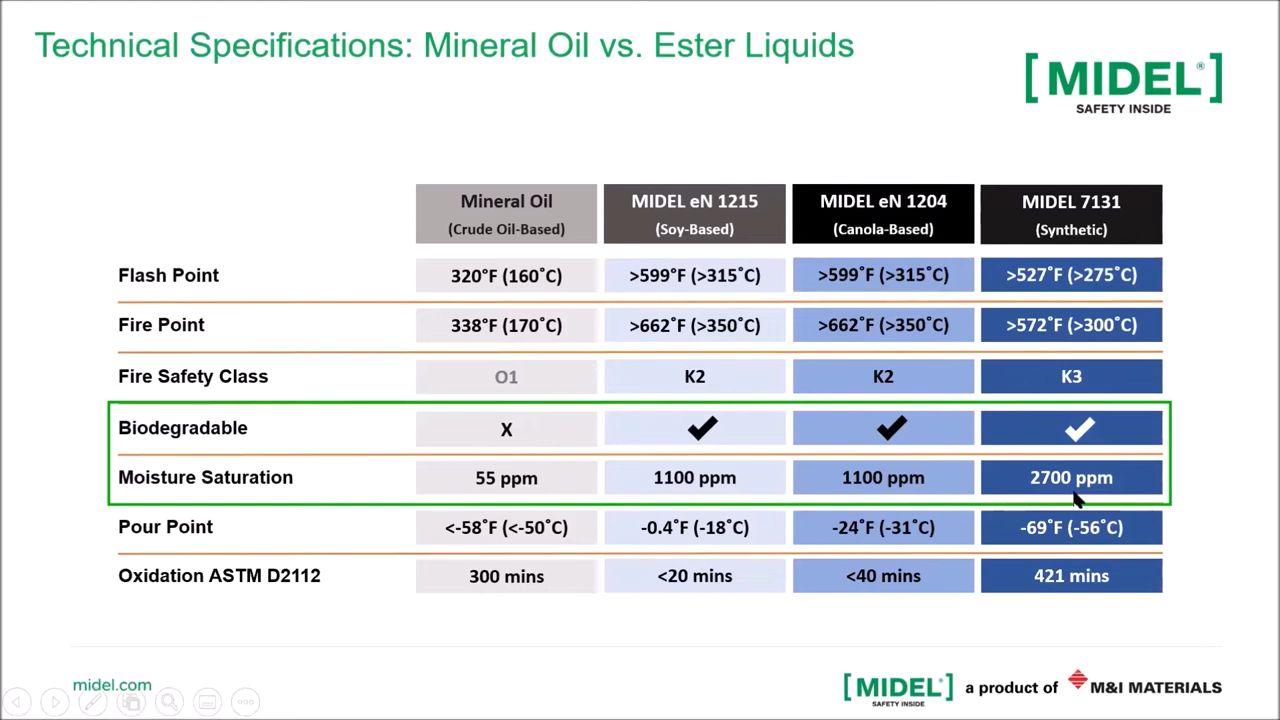 Technical Specifications: Mineral Oil vs. Ester Liquids
[MIDEL®]
SAFETY INSIDE
Mineral Oil MIDEL eN 1215 MIDEL eN 1204 MIDEL 7131
(Crude Oil-Based) (Soy-Based) (Canola-Based) (Synthetic)
Flash Point 320°F (160˚C) >599°F (>315˚C) >599°F (>315˚C) >527˚F (>275˚C)
Fire Point 338°F (170˚C) >662°F (>350˚C) >662°F (>350˚C) >572˚F (>300˚C)
Fire Safety Class O1 K2 K2 K3
Biodegradable X ✔ ✔ ✔
Moisture Saturation 55 ppm 1100 ppm 1100 ppm 2700 ppm
Pour Point <-58°F (<-50˚C) -0.4°F (-18˚C) -24°F (-31˚C) -69˚F (-56˚C)
Oxidation ASTM D2112 300 mins <20 mins <40 mins 421 mins
midel.com
[MIDEL®]
SAFETY INSIDE
a product of M&I MATERIALS